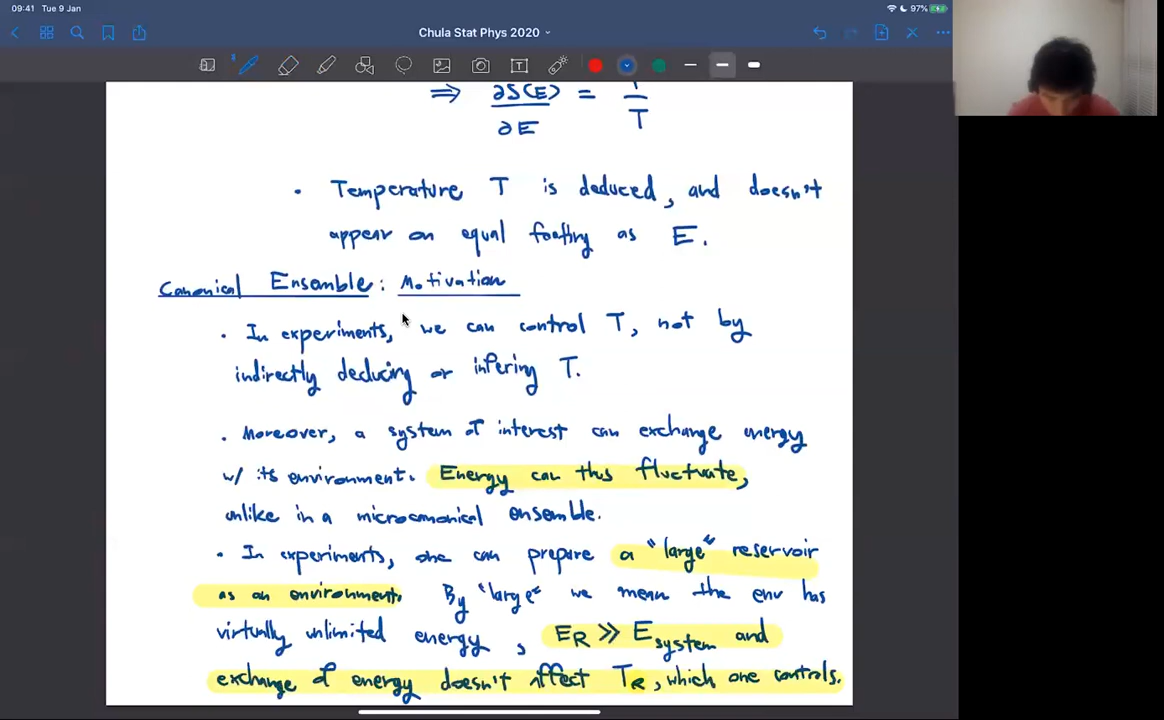 09:41 Tue 9 Jan
97%
Chula Stat Phys 2020
⇒ ∂S(E) = 1
∂E T
• Temperature T is deduced, and doesn't
appear on equal footing as E.
Canonical Ensemble: Motivation
• In experiments, we can control T, not by
indirectly deducing or infering T.
• Moreover, a system of interest can exchange energy
w/ its environment. Energy can thus fluctuate,
unlike in a microcanonical ensemble.
• In experiments, one can prepare a "large" reservoir
as an environment. By "large" we mean the env has
virtually unlimited energy, E_R >> E_system and
exchange of energy doesn't affect T_R, which one controls.